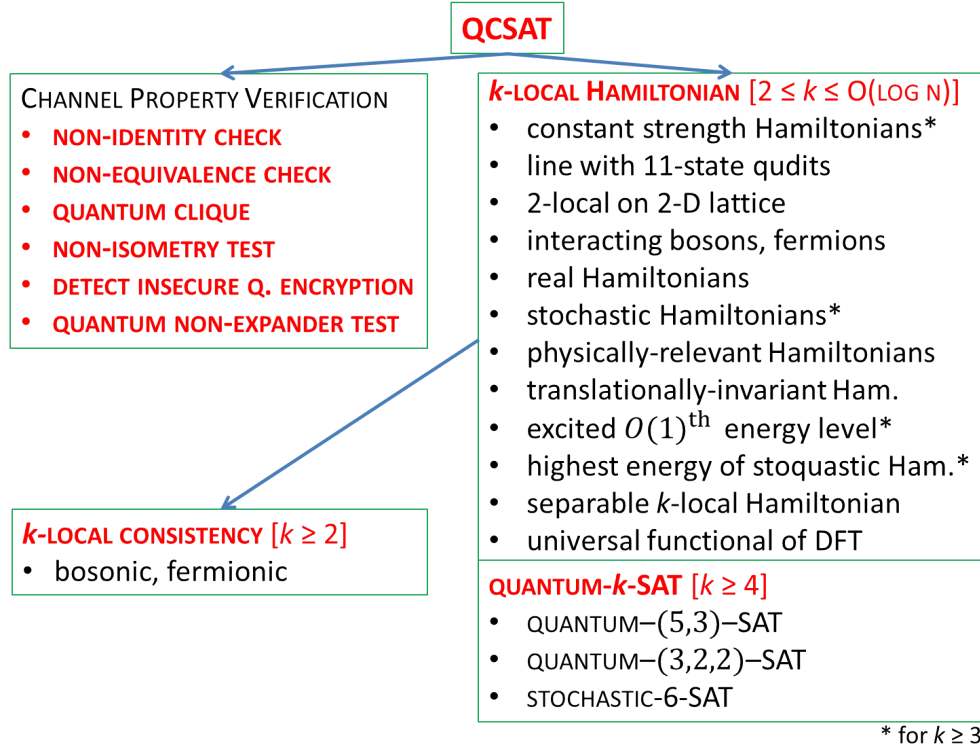 QCSAT
CHANNEL PROPERTY VERIFICATION
• NON-IDENTITY CHECK
• NON-EQUIVALENCE CHECK
• QUANTUM CLIQUE
• NON-ISOMETRY TEST
• DETECT INSECURE Q. ENCRYPTION
• QUANTUM NON-EXPANDER TEST
k-LOCAL HAMILTONIAN [2 ≤ k ≤ O(LOG N)]
• constant strength Hamiltonians*
• line with 11-state qudits
• 2-local on 2-D lattice
• interacting bosons, fermions
• real Hamiltonians
• stochastic Hamiltonians*
• physically-relevant Hamiltonians
• translationally-invariant Ham.
• excited O(1)th energy level*
• highest energy of stoquastic Ham.*
• separable k-local Hamiltonian
• universal functional of DFT
k-LOCAL CONSISTENCY [k ≥ 2]
• bosonic, fermionic
QUANTUM-k-SAT [k ≥ 4]
• QUANTUM–(5,3)–SAT
• QUANTUM–(3,2,2)–SAT
• STOCHASTIC-6-SAT
* for k ≥ 3